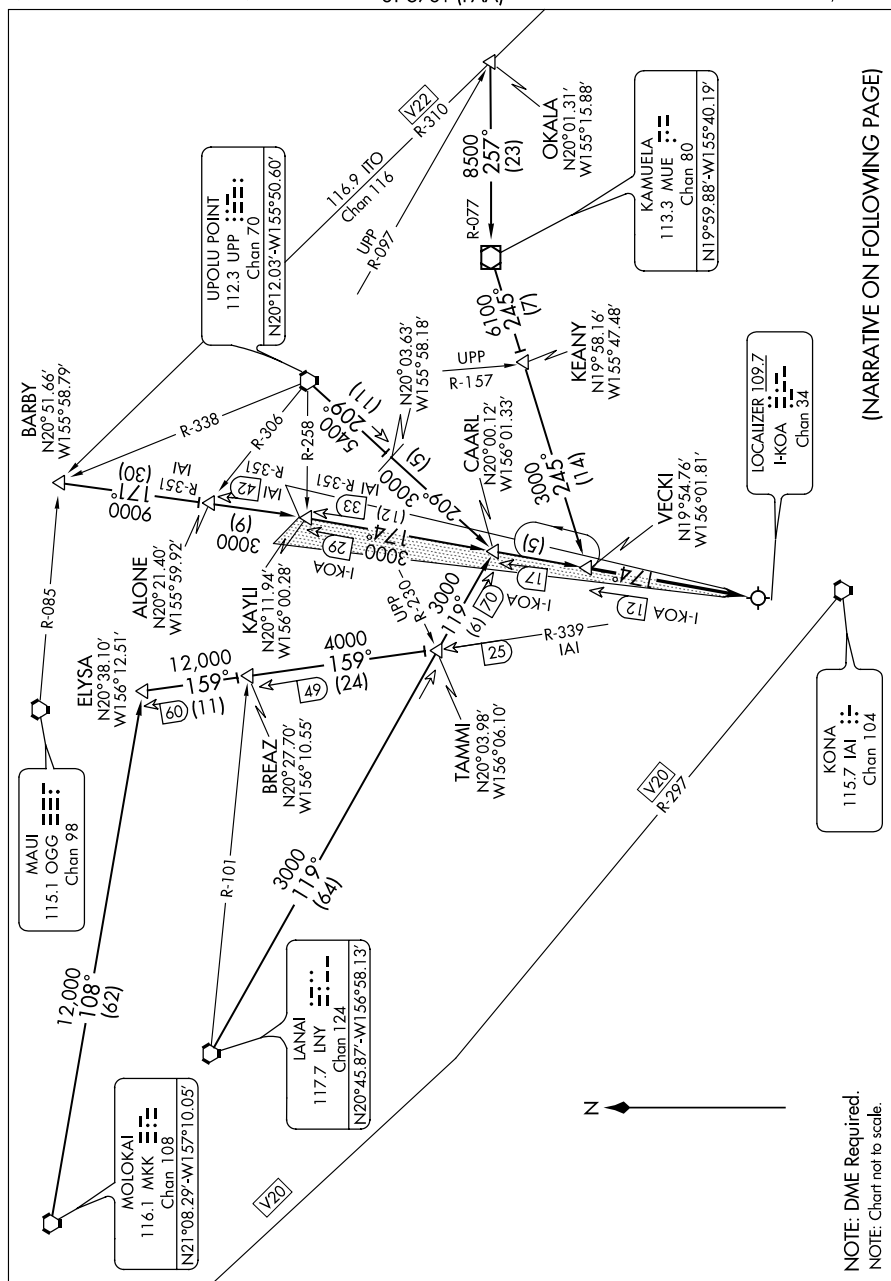 MOLOKAI
116.1 MKK
Chan 108
N21°08.29'-W157°10.05'
12,000
108°
(62)
MAUI
115.1 OGG
Chan 98
R-085
BARBY
N20°51.66'
W155°58.79'
9000
171°
(30)
R-351
IAI
R-338
R-306
R-258
UPOLU POINT
112.3 UPP
Chan 70
N20°12.03'-W155°50.60'
116.9 ITO
Chan 116
V22
R-310
UPP
R-097
ELYSA
N20°38.10'
W156°12.51'
60
12,000
159°
(11)
ALONE
N20°21.40'
W155°59.92'
IAI R-351
42
3000
(9)
KAYLI
N20°11.94'
W156°00.28'
I-KOA
29
IAI R-351
33
(12)
3000
174°
5400
209°
(11)
N20°03.63'
W155°58.18'
3000
209°
(5)
8500
257°
(23)
R-077
OKALA
N20°01.31'
W155°15.88'
KAMUELA
113.3 MUE
Chan 80
N19°59.88'-W155°40.19'
6100
245°
(7)
UPP
R-157
KEANY
N19°58.16'
W155°47.48'
3000
245°
(14)
CAARL
N20°00.12'
W156°01.33'
BREAZ
N20°27.70'
W156°10.55'
49
4000
159°
(24)
R-101
LANAI
117.7 LNY
Chan 124
N20°45.87'-W156°58.13'
3000
119°
(64)
UPP
R-230
TAMMI
N20°03.98'
W156°06.10'
3000
119°
(6)
70
I-KOA
17
(5)
25
R-339
IAI
VECKI
N19°54.76'
W156°01.81'
174°
I-KOA
12
LOCALIZER 109.7
I-KOA
Chan 34
KONA
115.7 IAI
Chan 104
V20
R-297
V20
N
NOTE: DME Required.
NOTE: Chart not to scale.
(NARRATIVE ON FOLLOWING PAGE)